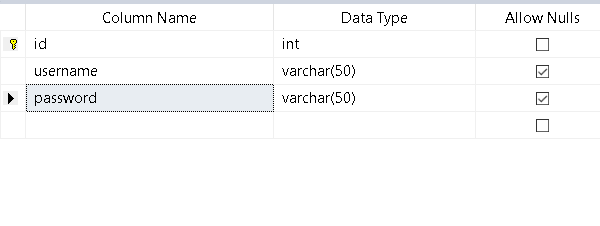 Column Name Data Type Allow Nulls
id int
username varchar(50)
password varchar(50)